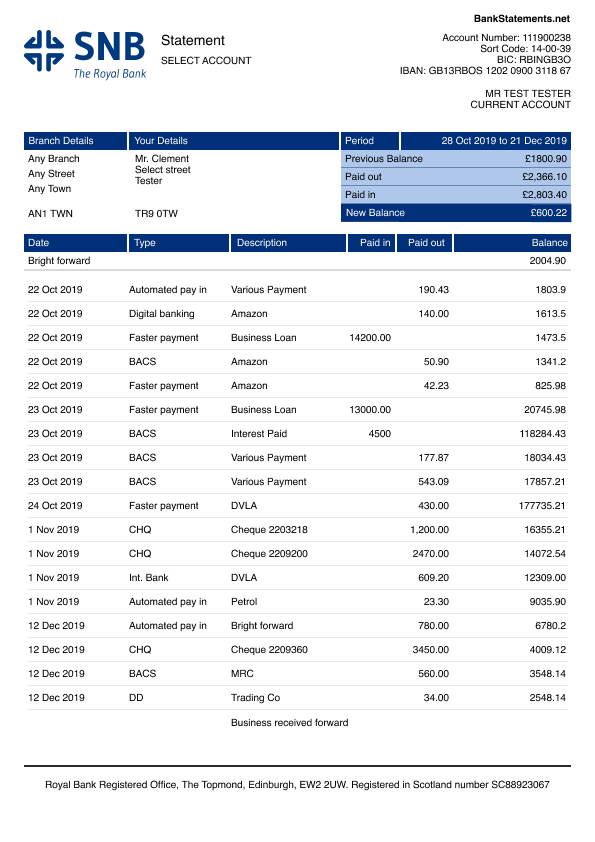 BankStatements.net
SNB
The Royal Bank
Statement
SELECT ACCOUNT
Account Number: 111900238
Sort Code: 14-00-39
BIC: RBINGB3O
IBAN: GB13RBOS 1202 0900 3118 67
MR TEST TESTER
CURRENT ACCOUNT
Branch Details Your Details Period 28 Oct 2019 to 21 Dec 2019
Any Branch Mr. Clement Previous Balance £1800.90
Any Street Select street Paid out £2,366.10
Any Town Tester Paid in £2,803.40
AN1 TWN TR9 0TW New Balance £600.22
Date Type Description Paid in Paid out Balance
Bright forward 2004.90
22 Oct 2019 Automated pay in Various Payment 190.43 1803.9
22 Oct 2019 Digital banking Amazon 140.00 1613.5
22 Oct 2019 Faster payment Business Loan 14200.00 1473.5
22 Oct 2019 BACS Amazon 50.90 1341.2
22 Oct 2019 Faster payment Amazon 42.23 825.98
23 Oct 2019 Faster payment Business Loan 13000.00 20745.98
23 Oct 2019 BACS Interest Paid 4500 118284.43
23 Oct 2019 BACS Various Payment 177.87 18034.43
23 Oct 2019 BACS Various Payment 543.09 17857.21
24 Oct 2019 Faster payment DVLA 430.00 177735.21
1 Nov 2019 CHQ Cheque 2203218 1,200.00 16355.21
1 Nov 2019 CHQ Cheque 2209200 2470.00 14072.54
1 Nov 2019 Int. Bank DVLA 609.20 12309.00
1 Nov 2019 Automated pay in Petrol 23.30 9035.90
12 Dec 2019 Automated pay in Bright forward 780.00 6780.2
12 Dec 2019 CHQ Cheque 2209360 3450.00 4009.12
12 Dec 2019 BACS MRC 560.00 3548.14
12 Dec 2019 DD Trading Co 34.00 2548.14
Business received forward
Royal Bank Registered Office, The Topmond, Edinburgh, EW2 2UW. Registered in Scotland number SC88923067